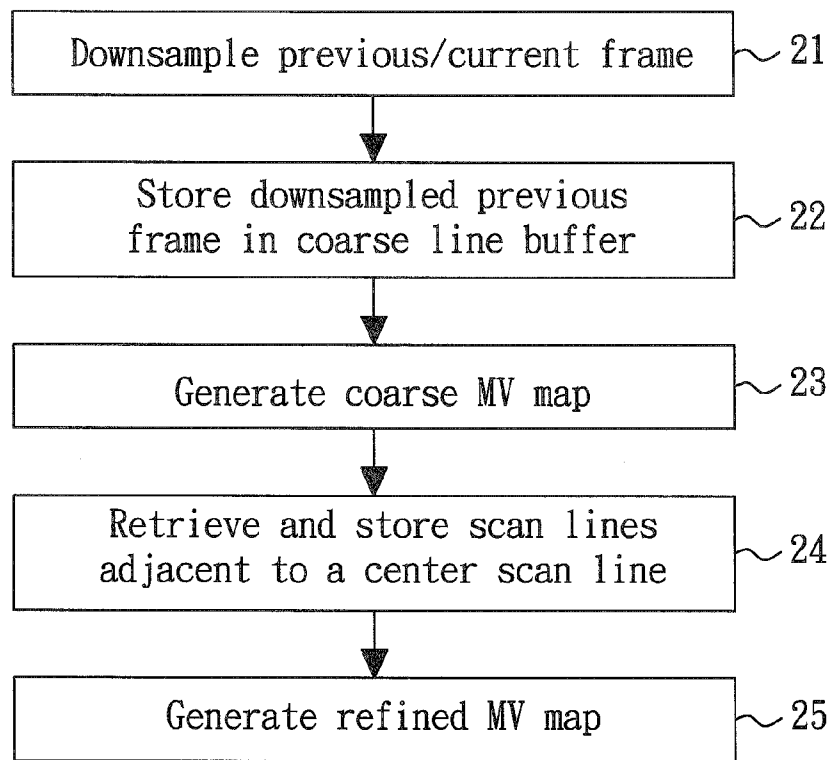 Downsample previous/current frame 21
Store downsampled previous
frame in coarse line buffer 22
Generate coarse MV map 23
Retrieve and store scan lines
adjacent to a center scan line 24
Generate refined MV map 25